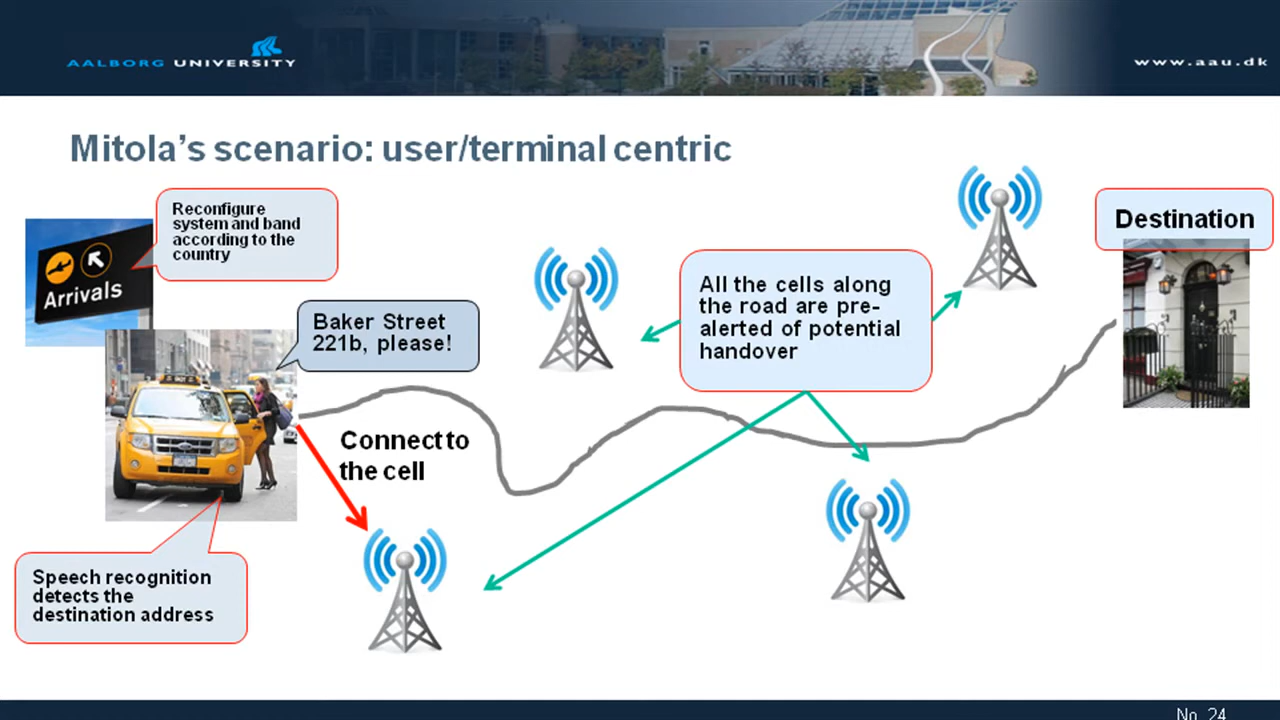 AALBORG UNIVERSITY
www.aau.dk
Mitola's scenario: user/terminal centric
Reconfigure
system and band
according to the
country
Arrivals
Baker Street
221b, please!
Destination
All the cells along
the road are pre-
alerted of potential
handover
Connect to
the cell
Speech recognition
detects the
destination address
No. 24